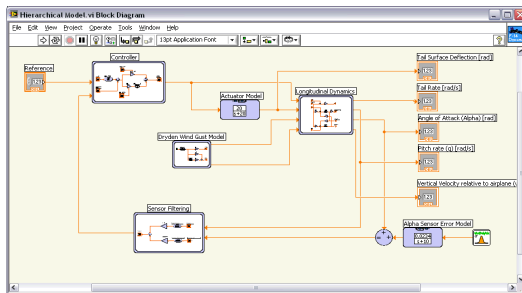 Hierarchical Model.vi Block Diagram
File Edit View Project Operate Tools Window Help
13pt Application Font
Controller
Tail Surface Deflection [rad]
Reference
Tail Rate [rad/s]
Actuator Model
Longitudinal Dynamics
Angle of Attack (Alpha) [rad]
Dryden Wind Gust Model
Pitch rate (q) [rad/s]
Vertical Velocity relative to airplane (
Sensor Filtering
Alpha Sensor Error Model
s+10